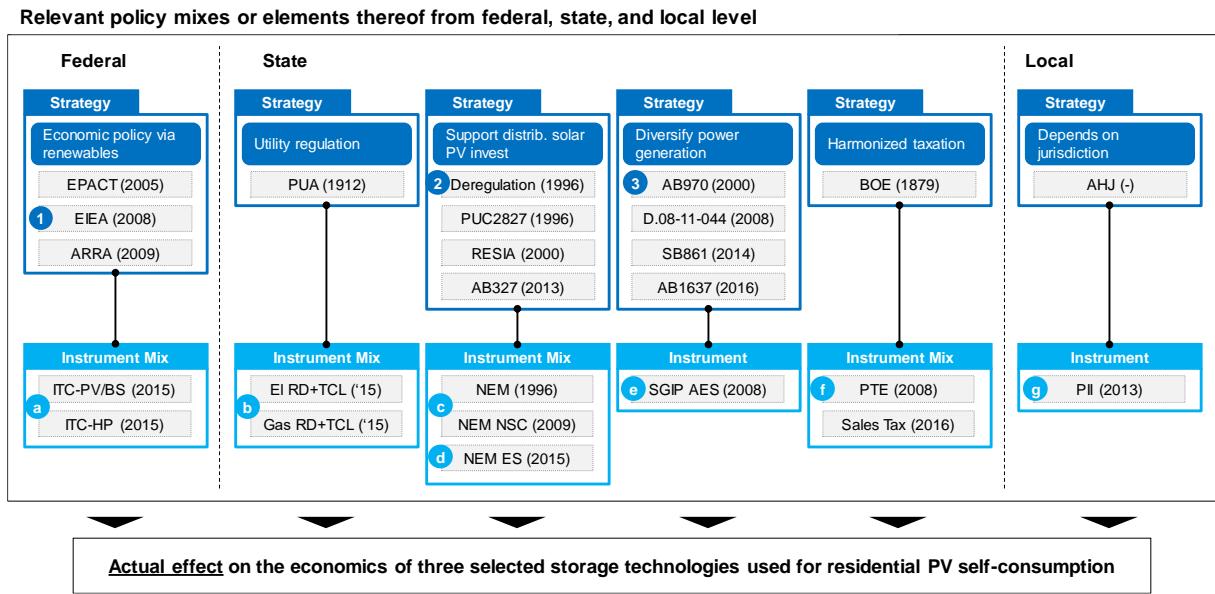 Relevant policy mixes or elements thereof from federal, state, and local level
Federal
State
Local
Strategy
Economic policy via
renewables
EPACT (2005)
1
EIEA (2008)
ARRA (2009)
Strategy
Utility regulation
PUA (1912)
Strategy
Support distrib. solar
PV invest
2
Deregulation (1996)
PUC2827 (1996)
RESIA (2000)
AB327 (2013)
Strategy
Diversify power
generation
3
AB970 (2000)
D.08-11-044 (2008)
SB861 (2014)
AB1637 (2016)
Strategy
Harmonized taxation
BOE (1879)
Strategy
Depends on
jurisdiction
AHJ (-)
Instrument Mix
ITC-PV/BS (2015)
a
ITC-HP (2015)
Instrument Mix
El RD+TCL (‘15)
b
Gas RD+TCL (‘15)
Instrument Mix
NEM (1996)
c
NEM NSC (2009)
d
NEM ES (2015)
Instrument
e
SGIP AES (2008)
Instrument Mix
f
PTE (2008)
Sales Tax (2016)
Instrument
g
PII (2013)
Actual effect on the economics of three selected storage technologies used for residential PV self-consumption